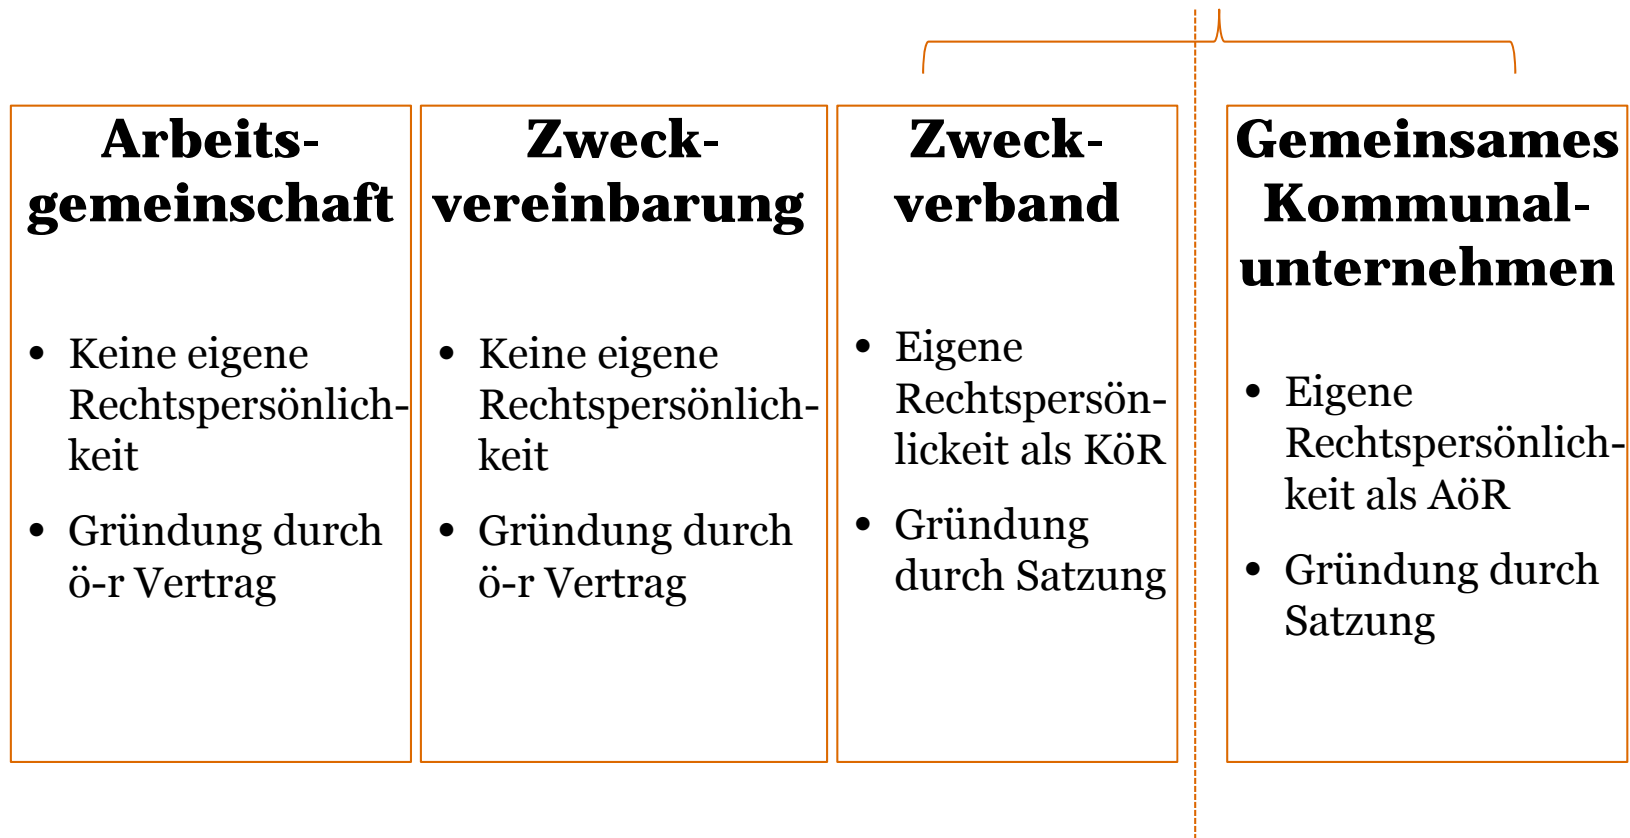 Arbeits-
gemeinschaft
• Keine eigene
Rechtspersönlich-
keit
• Gründung durch
ö-r Vertrag
Zweck-
vereinbarung
• Keine eigene
Rechtspersönlich-
keit
• Gründung durch
ö-r Vertrag
Zweck-
verband
• Eigene
Rechtspersön-
lickeit als KöR
• Gründung
durch Satzung
Gemeinsames
Kommunal-
unternehmen
• Eigene
Rechtspersönlich-
keit als AöR
• Gründung durch
Satzung